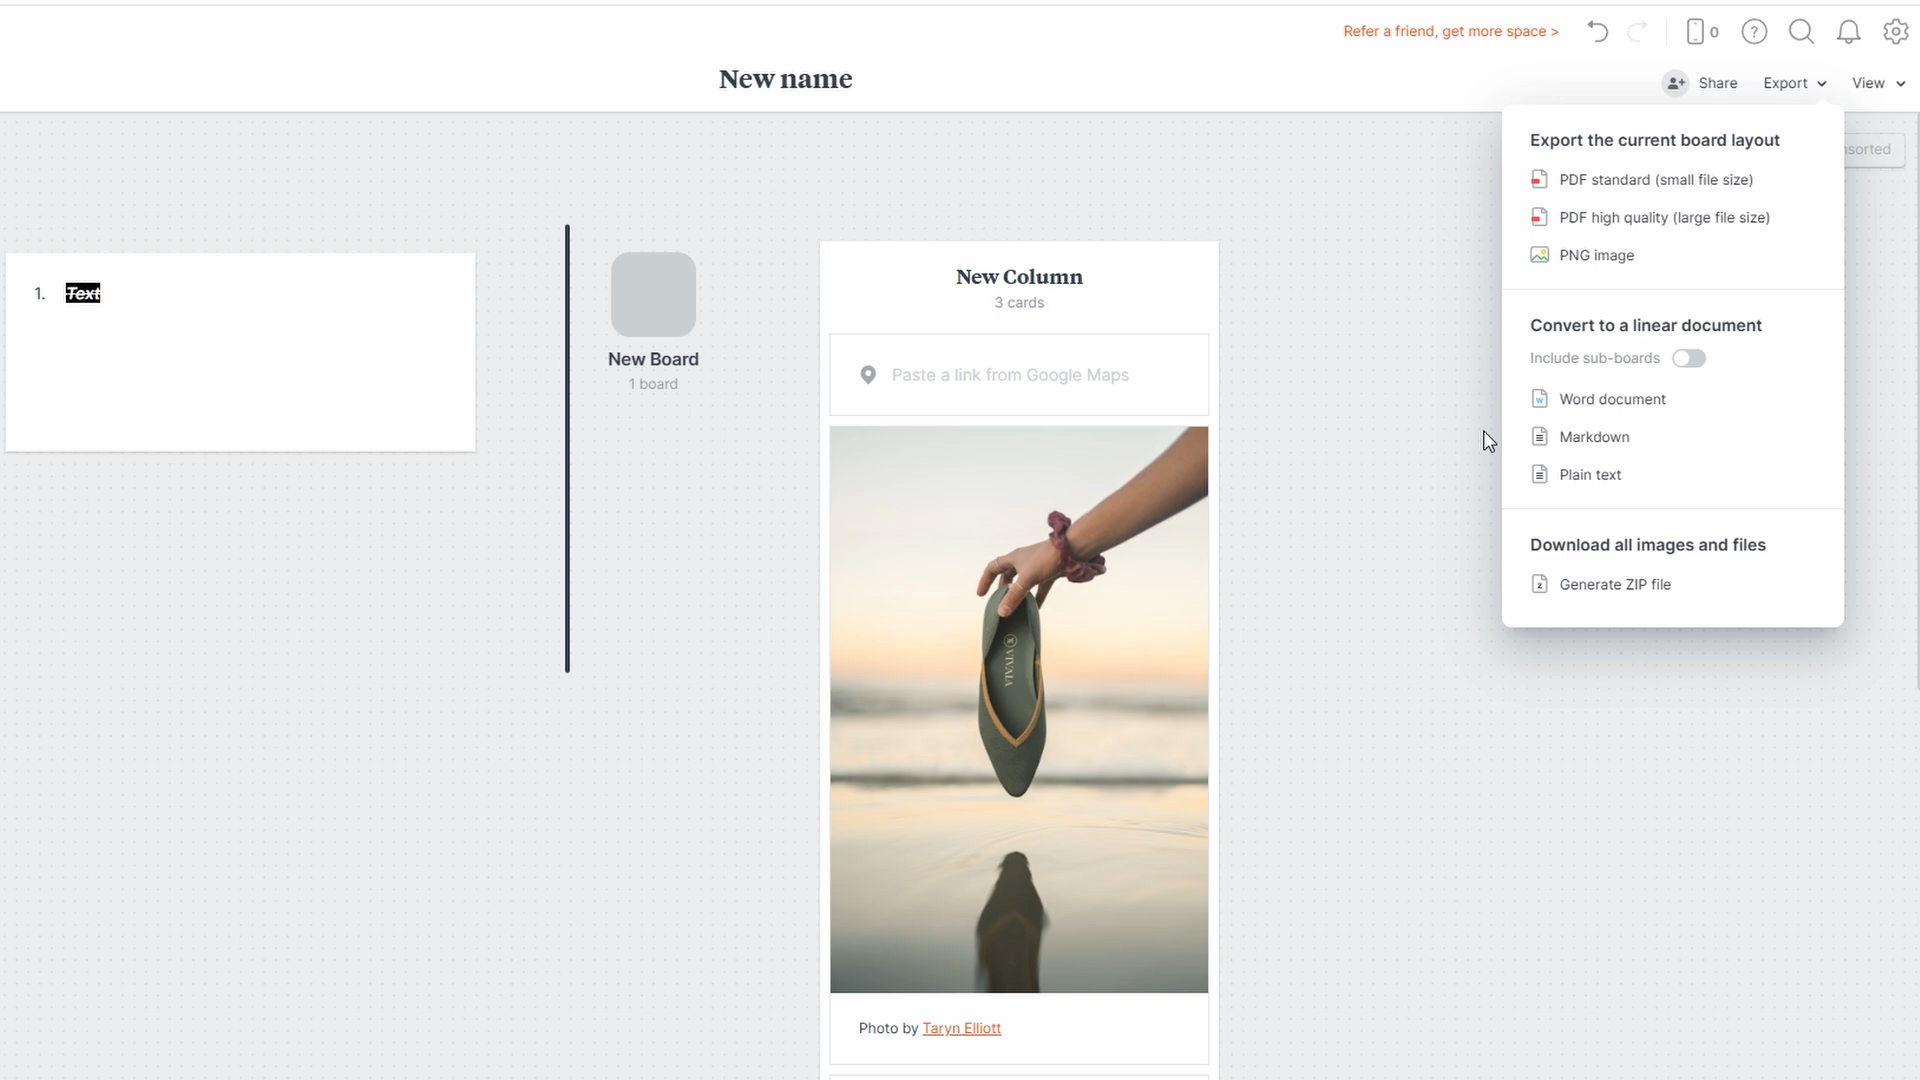 Refer a friend, get more space >
0
New name
Share Export View
Export the current board layout
PDF standard (small file size)
PDF high quality (large file size)
PNG image
Convert to a linear document
Include sub-boards
Word document
Markdown
Plain text
Download all images and files
Generate ZIP file
1. Text
New Board
1 board
New Column
3 cards
Paste a link from Google Maps
VIVAIA
Photo by Taryn Elliott